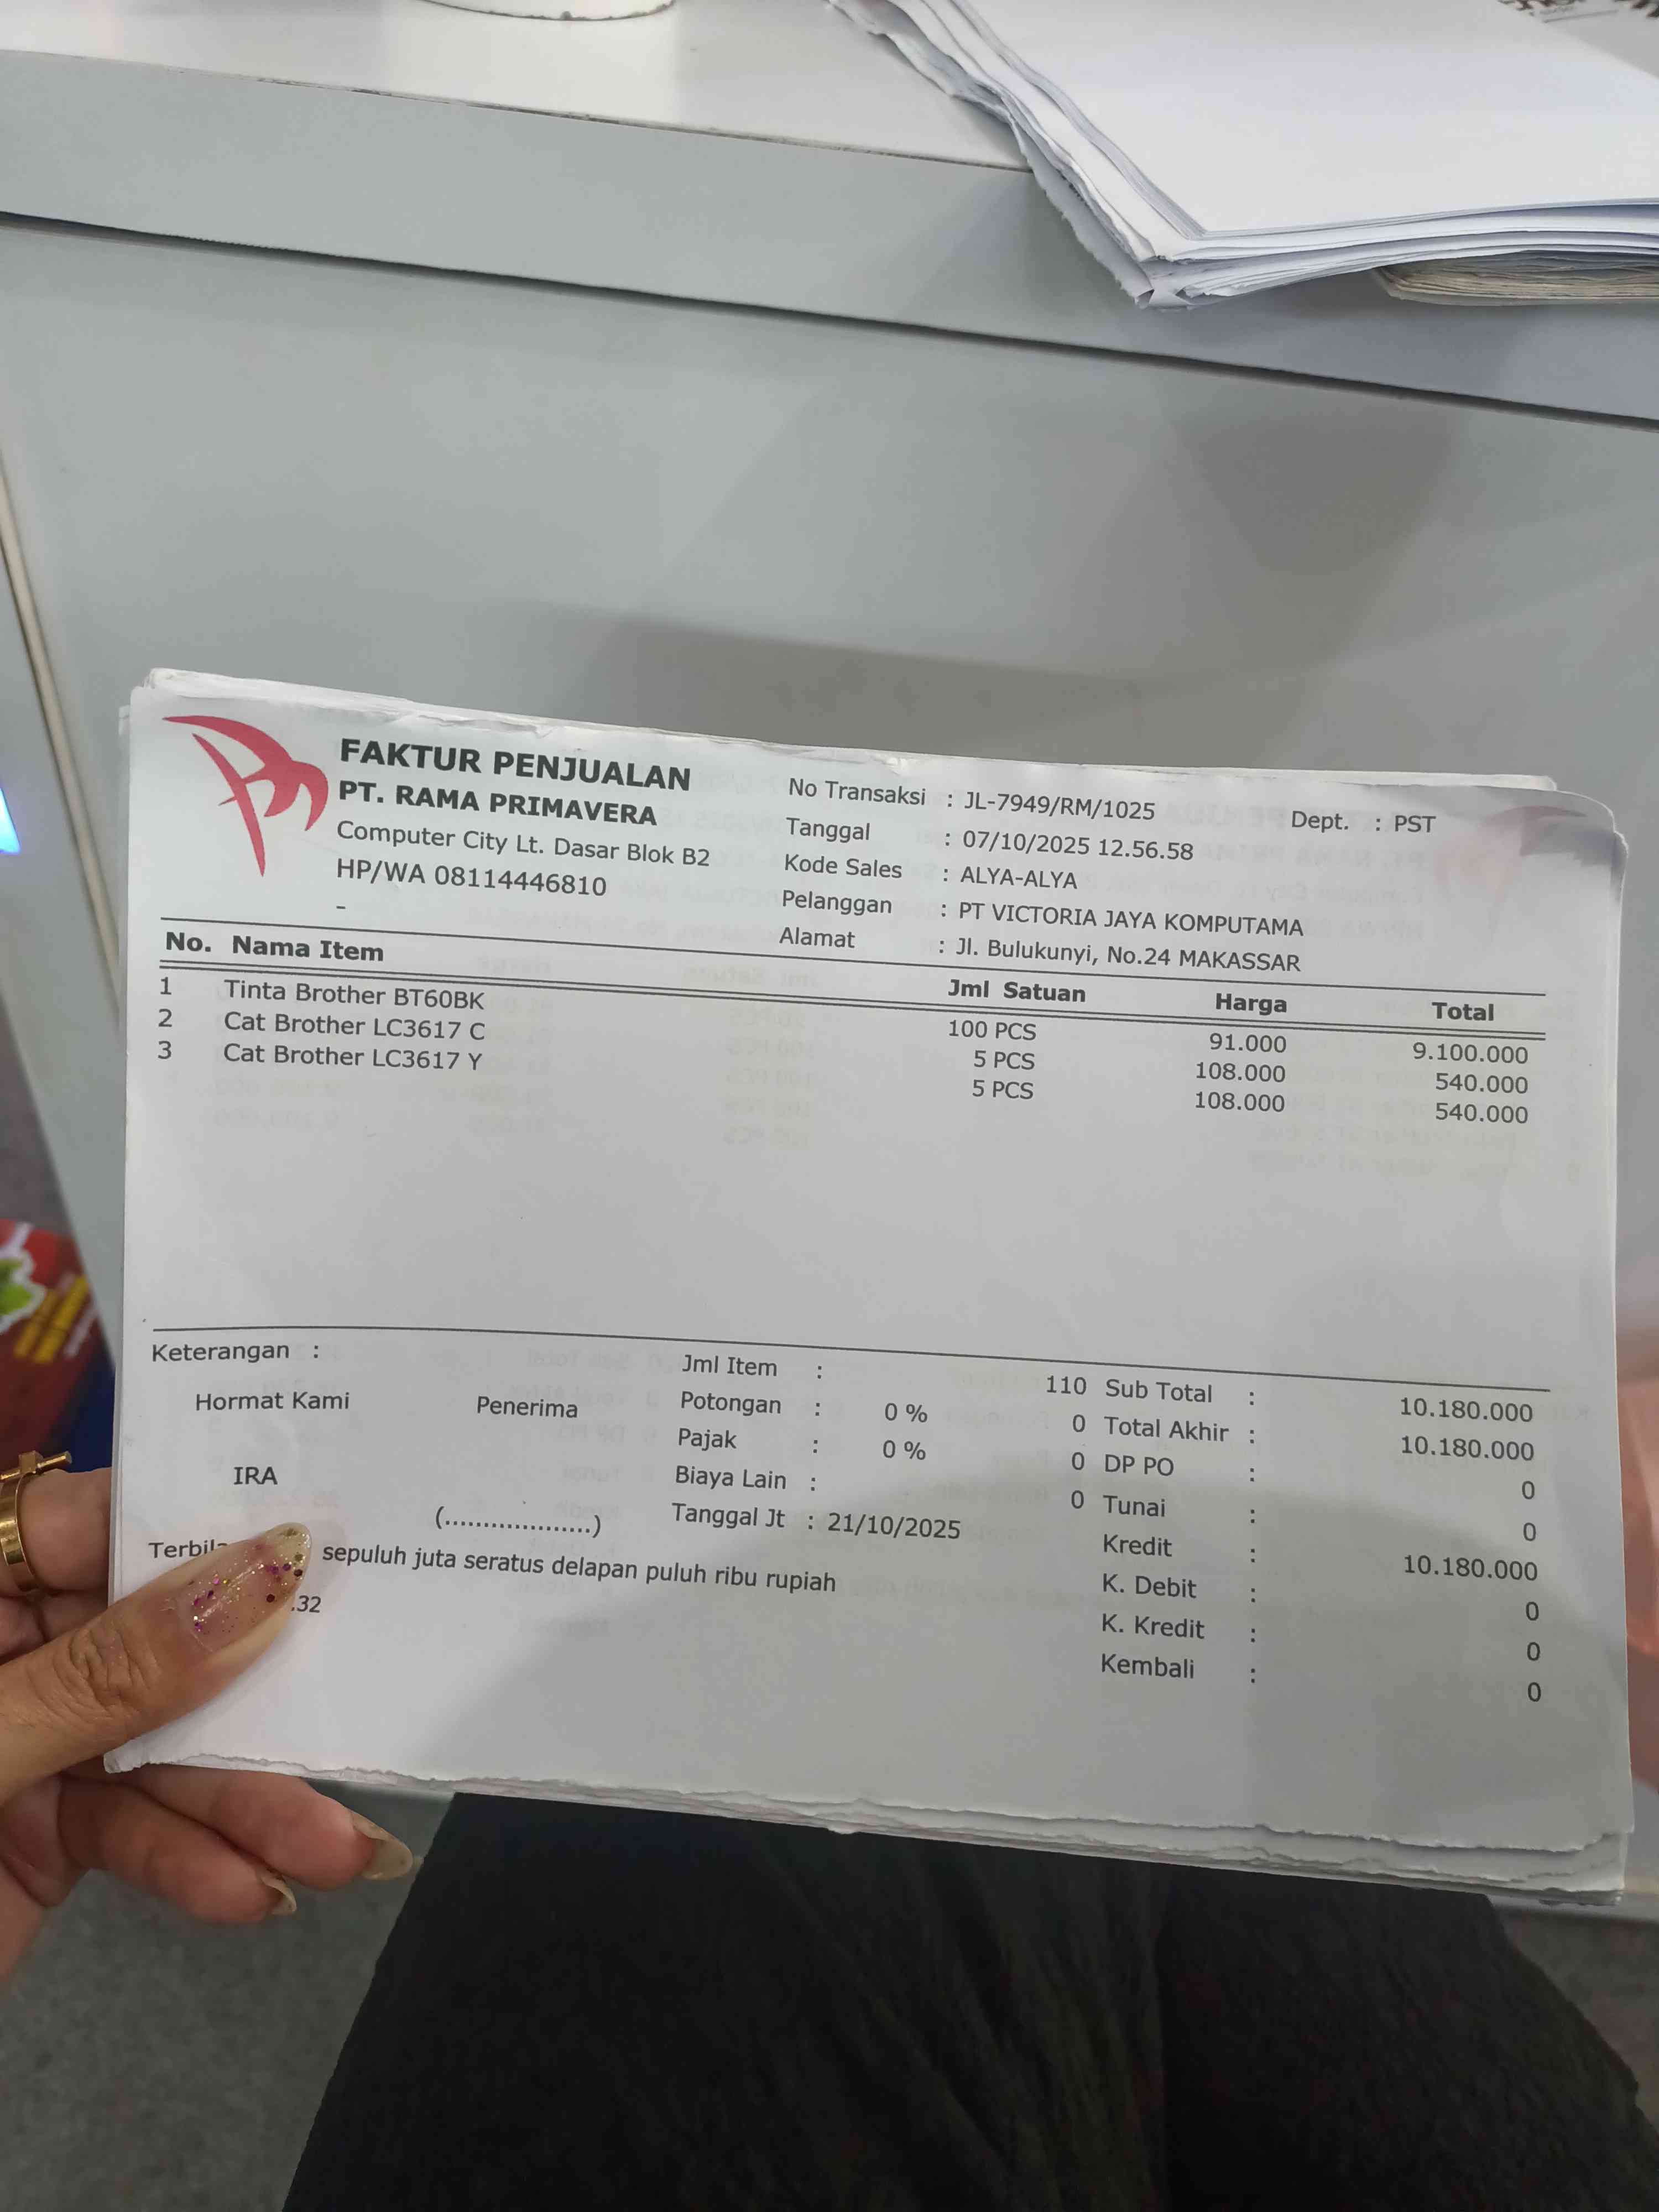 FAKTUR PENJUALAN
PT. RAMA PRIMAVERA
Computer City Lt. Dasar Blok B2
HP/WA 08114446810
-
No Transaksi : JL-7949/RM/1025 Dept. : PST
Tanggal : 07/10/2025 12.56.58
Kode Sales : ALYA-ALYA
Pelanggan : PT VICTORIA JAYA KOMPUTAMA
Alamat : Jl. Bulukunyi, No.24 MAKASSAR
No. Nama Item Jml Satuan Harga Total
1 Tinta Brother BT60BK 100 PCS 91.000 9.100.000
2 Cat Brother LC3617 C 5 PCS 108.000 540.000
3 Cat Brother LC3617 Y 5 PCS 108.000 540.000
Keterangan :
Hormat Kami Penerima
IRA
(...................)
Jml Item : 110
Potongan : 0 % 0
Pajak : 0 % 0
Biaya Lain : 0
Tanggal Jt : 21/10/2025
Sub Total : 10.180.000
Total Akhir : 10.180.000
DP PO : 0
Tunai : 0
Kredit : 10.180.000
K. Debit : 0
K. Kredit : 0
Kembali : 0
sepuluh juta seratus delapan puluh ribu rupiah
.32